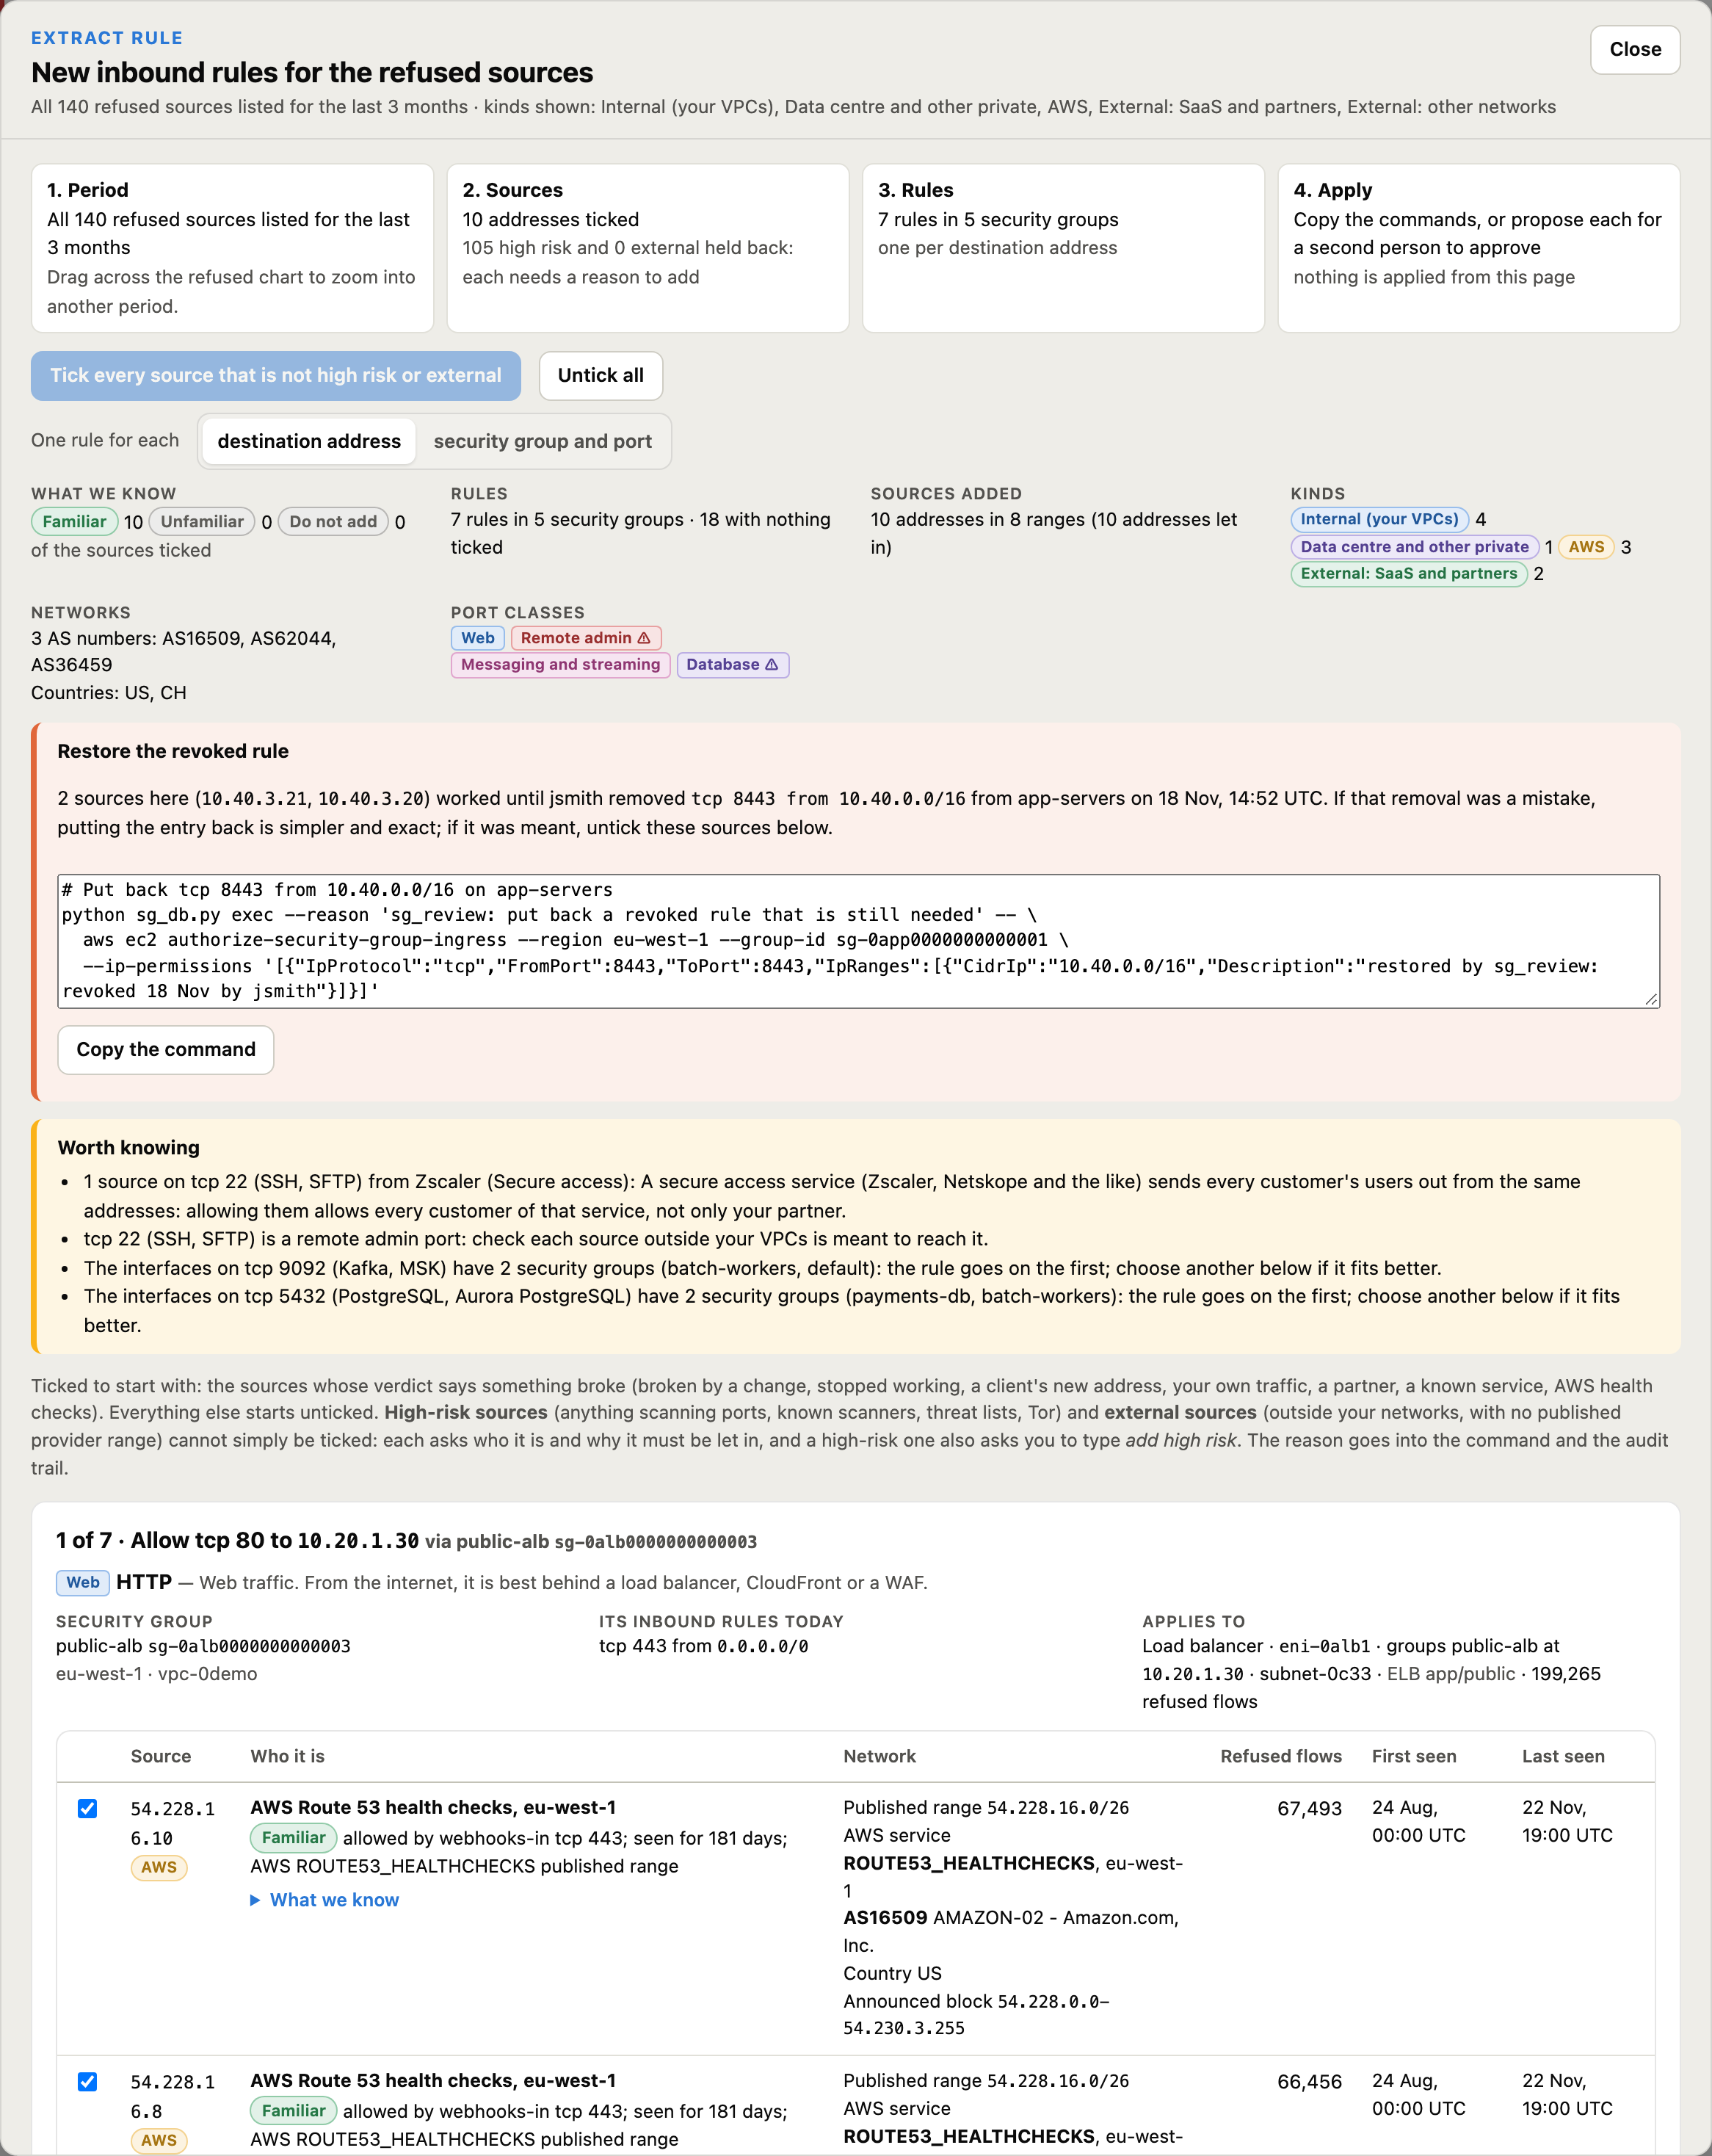 EXTRACT RULE
New inbound rules for the refused sources
All 140 refused sources listed for the last 3 months · kinds shown: Internal (your VPCs), Data centre and other private, AWS, External: SaaS and partners, External: other networks
Close
1. Period
All 140 refused sources listed for the last
3 months
Drag across the refused chart to zoom into
another period.
2. Sources
10 addresses ticked
105 high risk and 0 external held back:
each needs a reason to add
3. Rules
7 rules in 5 security groups
one per destination address
4. Apply
Copy the commands, or propose each for
a second person to approve
nothing is applied from this page
Tick every source that is not high risk or external
Untick all
One rule for each destination address security group and port
WHAT WE KNOW
Familiar 10 Unfamiliar 0 Do not add 0
of the sources ticked
RULES
7 rules in 5 security groups · 18 with nothing
ticked
SOURCES ADDED
10 addresses in 8 ranges (10 addresses let
in)
KINDS
Internal (your VPCs) 4
Data centre and other private 1 AWS 3
External: SaaS and partners 2
NETWORKS
3 AS numbers: AS16509, AS62044,
AS36459
Countries: US, CH
PORT CLASSES
Web Remote admin ⚠
Messaging and streaming Database ⚠
Restore the revoked rule
2 sources here (10.40.3.21, 10.40.3.20) worked until jsmith removed tcp 8443 from 10.40.0.0/16 from app-servers on 18 Nov, 14:52 UTC. If that removal was a mistake,
putting the entry back is simpler and exact; if it was meant, untick these sources below.
# Put back tcp 8443 from 10.40.0.0/16 on app-servers
python sg_db.py exec --reason 'sg_review: put back a revoked rule that is still needed' -- \
  aws ec2 authorize-security-group-ingress --region eu-west-1 --group-id sg-0app0000000000001 \
  --ip-permissions '[{"IpProtocol":"tcp","FromPort":8443,"ToPort":8443,"IpRanges":[{"CidrIp":"10.40.0.0/16","Description":"restored by sg_review:
revoked 18 Nov by jsmith"}]}]'
Copy the command
Worth knowing
• 1 source on tcp 22 (SSH, SFTP) from Zscaler (Secure access): A secure access service (Zscaler, Netskope and the like) sends every customer's users out from the same
addresses: allowing them allows every customer of that service, not only your partner.
• tcp 22 (SSH, SFTP) is a remote admin port: check each source outside your VPCs is meant to reach it.
• The interfaces on tcp 9092 (Kafka, MSK) have 2 security groups (batch-workers, default): the rule goes on the first; choose another below if it fits better.
• The interfaces on tcp 5432 (PostgreSQL, Aurora PostgreSQL) have 2 security groups (payments-db, batch-workers): the rule goes on the first; choose another below if it fits
better.
Ticked to start with: the sources whose verdict says something broke (broken by a change, stopped working, a client's new address, your own traffic, a partner, a known service, AWS health
checks). Everything else starts unticked. High-risk sources (anything scanning ports, known scanners, threat lists, Tor) and external sources (outside your networks, with no published
provider range) cannot simply be ticked: each asks who it is and why it must be let in, and a high-risk one also asks you to type add high risk. The reason goes into the command and the audit
trail.
1 of 7 · Allow tcp 80 to 10.20.1.30 via public-alb sg-0alb0000000000003
Web HTTP — Web traffic. From the internet, it is best behind a load balancer, CloudFront or a WAF.
SECURITY GROUP
public-alb sg-0alb0000000000003
eu-west-1 · vpc-0demo
ITS INBOUND RULES TODAY
tcp 443 from 0.0.0.0/0
APPLIES TO
Load balancer · eni-0alb1 · groups public-alb at
10.20.1.30 · subnet-0c33 · ELB app/public · 199,265
refused flows
Source Who it is Network Refused flows First seen Last seen
54.228.1
6.10
AWS
AWS Route 53 health checks, eu-west-1
Familiar allowed by webhooks-in tcp 443; seen for 181 days;
AWS ROUTE53_HEALTHCHECKS published range
▶ What we know
Published range 54.228.16.0/26
AWS service
ROUTE53_HEALTHCHECKS, eu-west-
1
AS16509 AMAZON-02 - Amazon.com,
Inc.
Country US
Announced block 54.228.0.0–
54.230.3.255
67,493
24 Aug,
00:00 UTC
22 Nov,
19:00 UTC
54.228.1
6.8
AWS
AWS Route 53 health checks, eu-west-1
Familiar allowed by webhooks-in tcp 443; seen for 181 days;
AWS ROUTE53_HEALTHCHECKS published range
Published range 54.228.16.0/26
AWS service
ROUTE53_HEALTHCHECKS, eu-west-
66,456
24 Aug,
00:00 UTC
22 Nov,
19:00 UTC